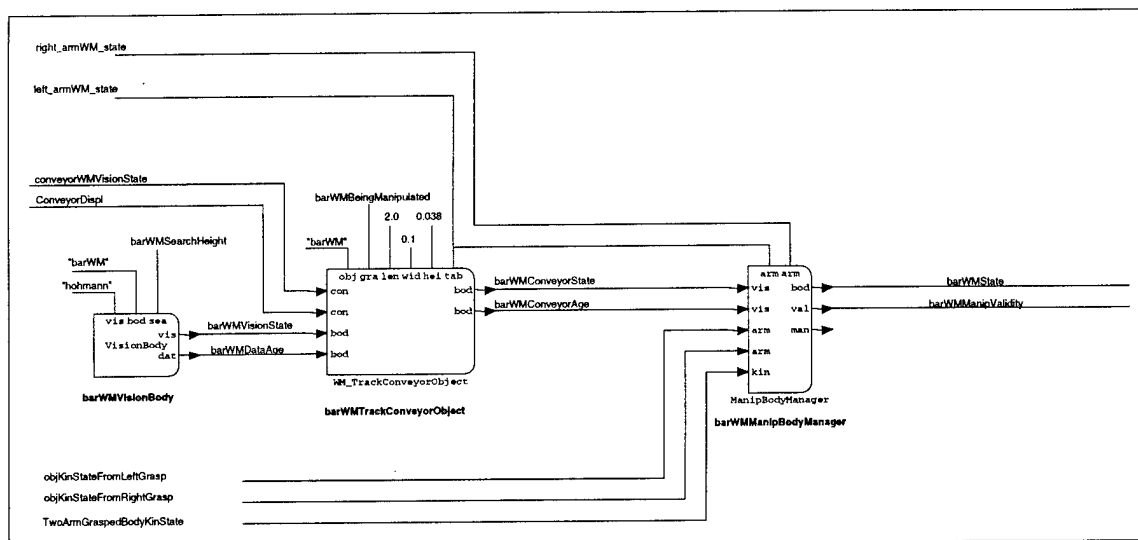 right_armWM_state
left_armWM_state
conveyorWMVisionState
ConveyorDispl
barWMBeingManipulated
2.0
0.038
"barWM"
0.1
barWMSearchHeight
"barWM"
"hohmann"
obj gra len wid hei tab
con
con
bod
bod
bod
bod
WM_TrackConveyorObject
barWMTrackConveyorObject
vis bod sea
vis
VisionBody
dat
barWMVisionBody
barWMVisionState
barWMDataAge
barWMConveyorState
barWMConveyorAge
arm arm
vis
vis
arm
arm
kin
bod
val
man
ManipBodyManager
barWMManipBodyManager
barWMState
barWMManipValidity
objKinStateFromLeftGrasp
objKinStateFromRightGrasp
TwoArmGraspedBodyKinState